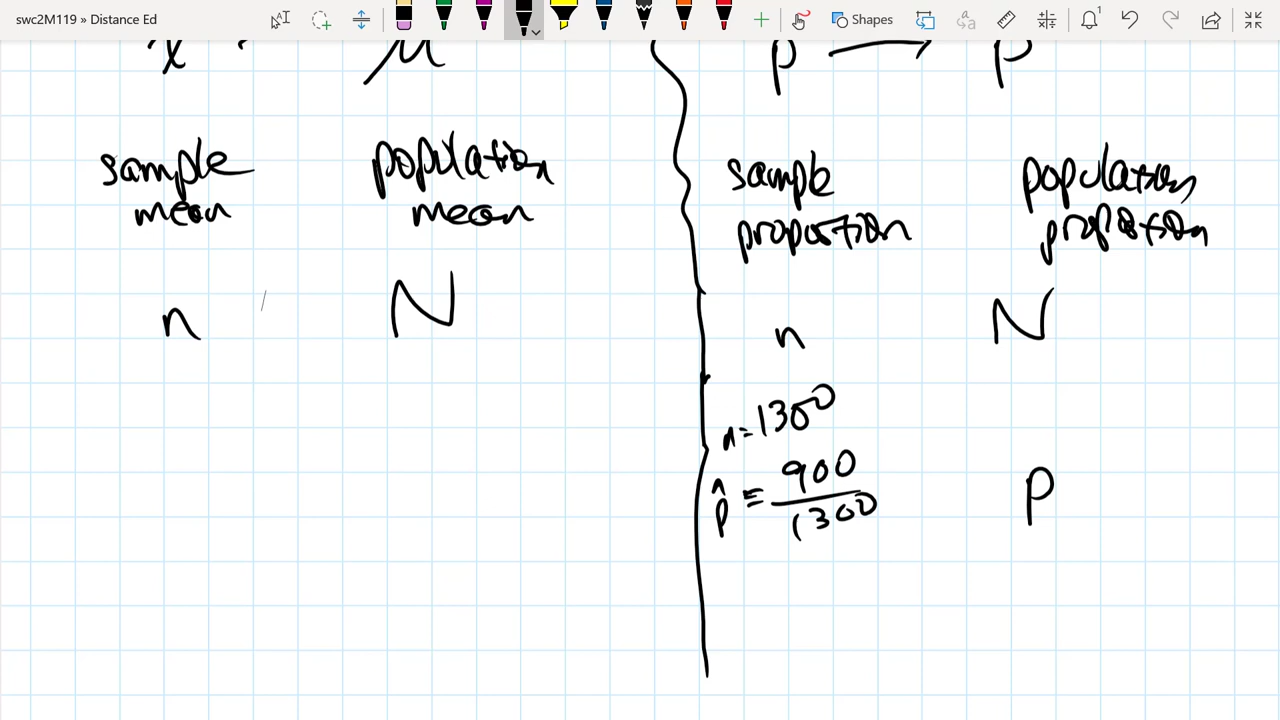 swc2M119 » Distance Ed
Shapes
x̄ μ
p̂ → p
sample
mean
population
mean
n N
sample
proportion
population
proportion
n N
n=1300
p̂ = 900/1300
p